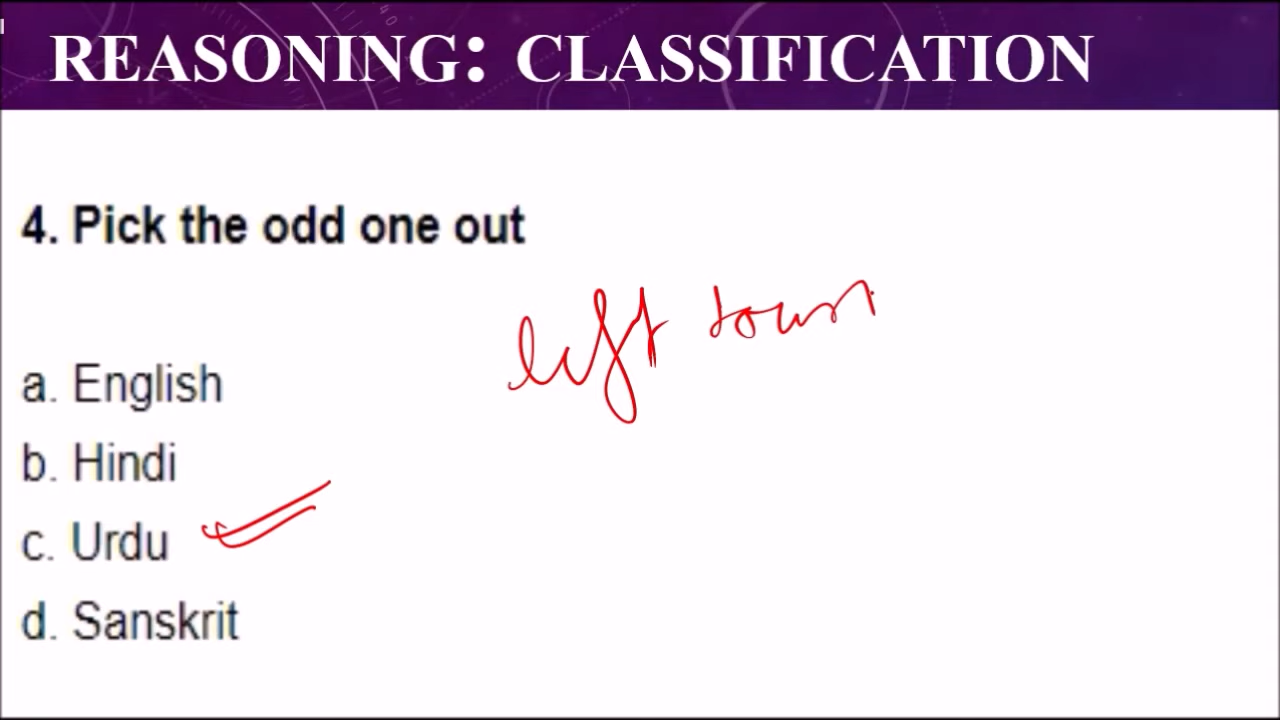 REASONING: CLASSIFICATION
4. Pick the odd one out
left
a. English
b. Hindi
c. Urdu
d. Sanskrit